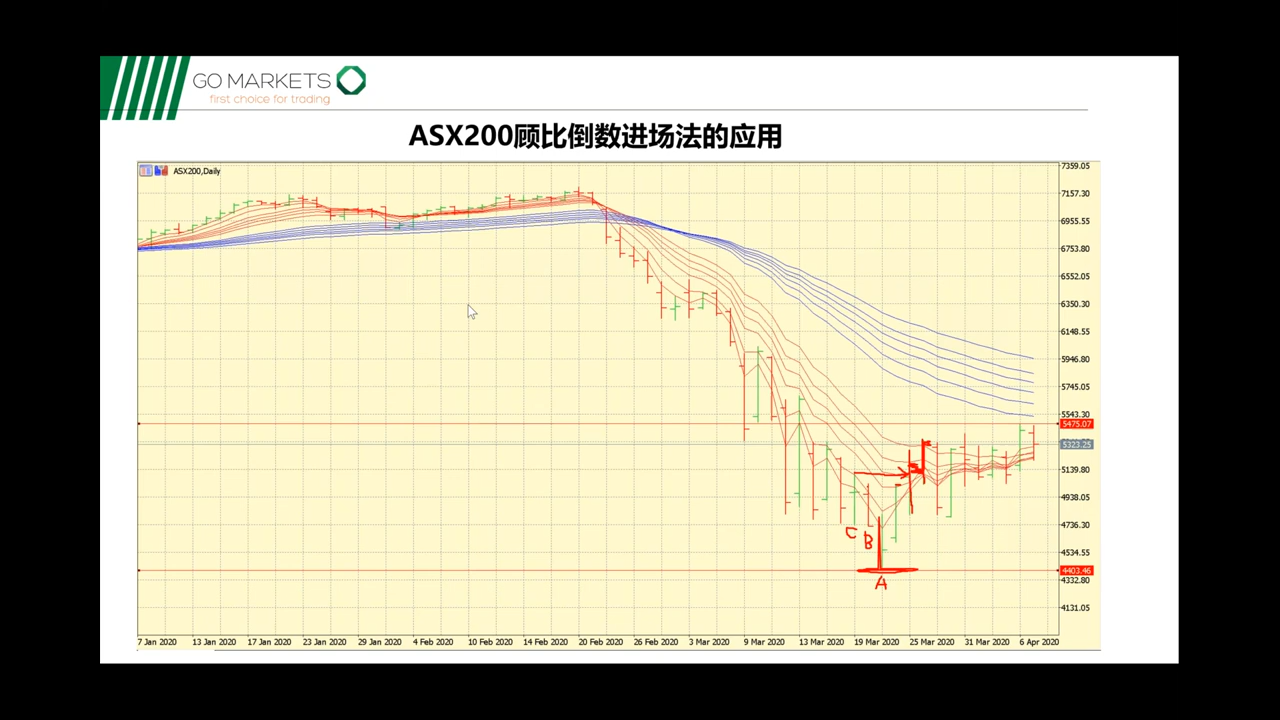 GO MARKETS
first choice for trading
ASX200顾比倒数进场法的应用
ASX200,Daily
7359.05
7157.30
6955.55
6753.80
6552.05
6350.30
6148.55
5946.80
5745.05
5543.30
5475.07
5323.25
5139.80
4938.05
4736.30
4534.55
4403.46
4332.80
4131.05
C
B
A
7 Jan 2020 13 Jan 2020 17 Jan 2020 23 Jan 2020 29 Jan 2020 4 Feb 2020 10 Feb 2020 14 Feb 2020 20 Feb 2020 26 Feb 2020 3 Mar 2020 9 Mar 2020 13 Mar 2020 19 Mar 2020 25 Mar 2020 31 Mar 2020 6 Apr 2020